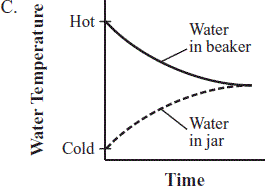 C.
Water Temperature
Hot
Water
in beaker
Water
in jar
Cold
Time